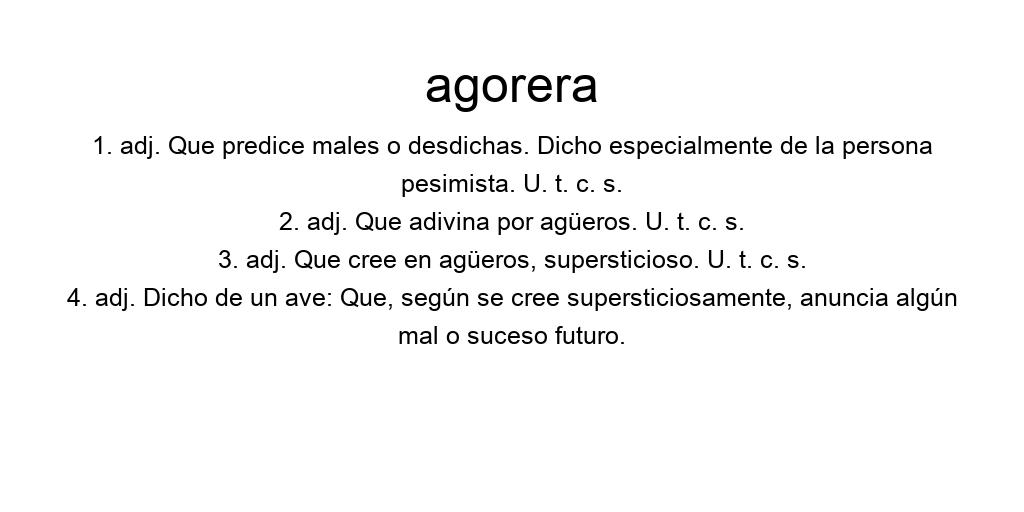 agorera
1. adj. Que predice males o desdichas. Dicho especialmente de la persona
pesimista. U. t. c. s.
2. adj. Que adivina por agüeros. U. t. c. s.
3. adj. Que cree en agüeros, supersticioso. U. t. c. s.
4. adj. Dicho de un ave: Que, según se cree supersticiosamente, anuncia algún
mal o suceso futuro.